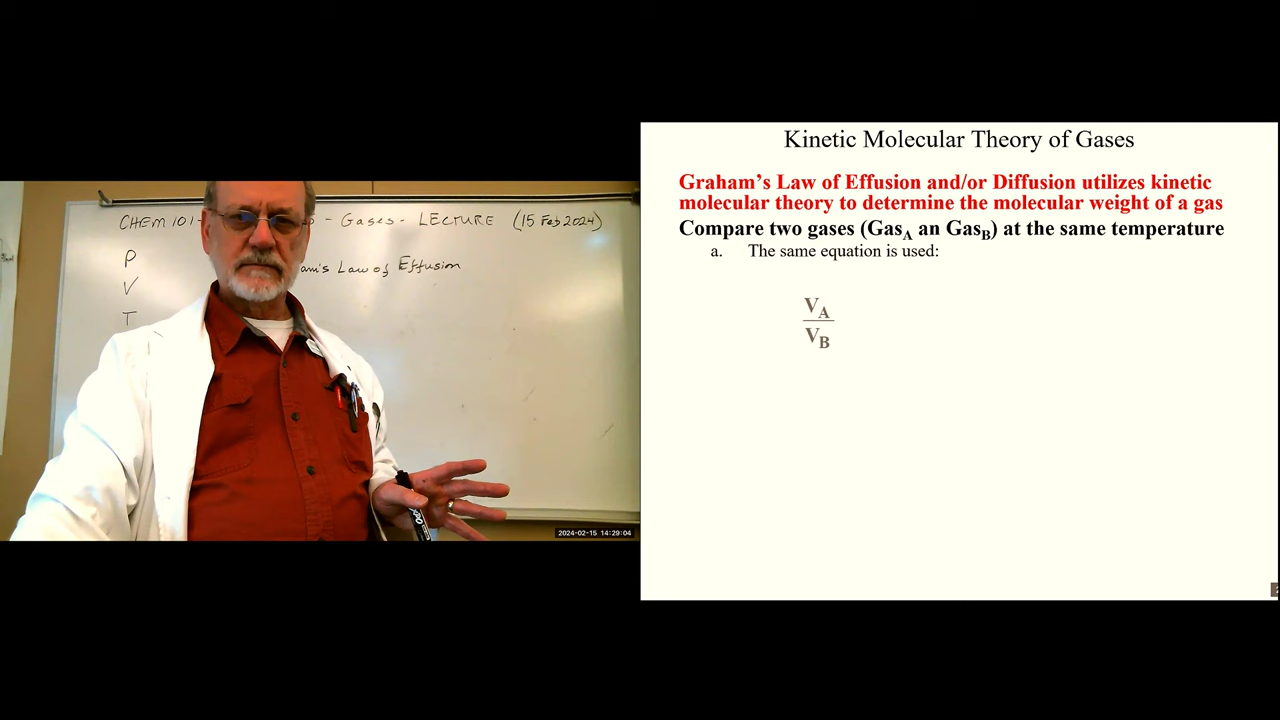 CHEM 101- - Gases - LECTURE (15 Feb 2024)
P
am's Law of Effusion
V
T
2024-02-15 14:29:04
Kinetic Molecular Theory of Gases
Graham's Law of Effusion and/or Diffusion utilizes kinetic
molecular theory to determine the molecular weight of a gas
Compare two gases (GasA an GasB) at the same temperature
a. The same equation is used:
VA
VB